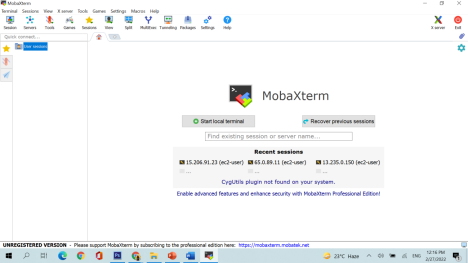 MobaXterm
Terminal Sessions View X server Tools Games Settings Macros Help
Session Servers Tools Games Sessions View Split MultiExec Tunneling Packages Settings Help X server Exit
Quick connect...
User sessions
MobaXterm
Start local terminal
Recover previous sessions
Find existing session or server name...
Recent sessions
15.206.91.23 (ec2-user) 65.0.89.11 (ec2-user) 13.235.0.150 (ec2-user)
... ... ...
CygUtils plugin not found on your system.
Enable advanced features and enhance security with MobaXterm Professional Edition!
UNREGISTERED VERSION - Please support MobaXterm by subscribing to the professional edition here: https://mobaxterm.mobatek.net
23°C Haze ENG 12:16 PM
2/27/2022